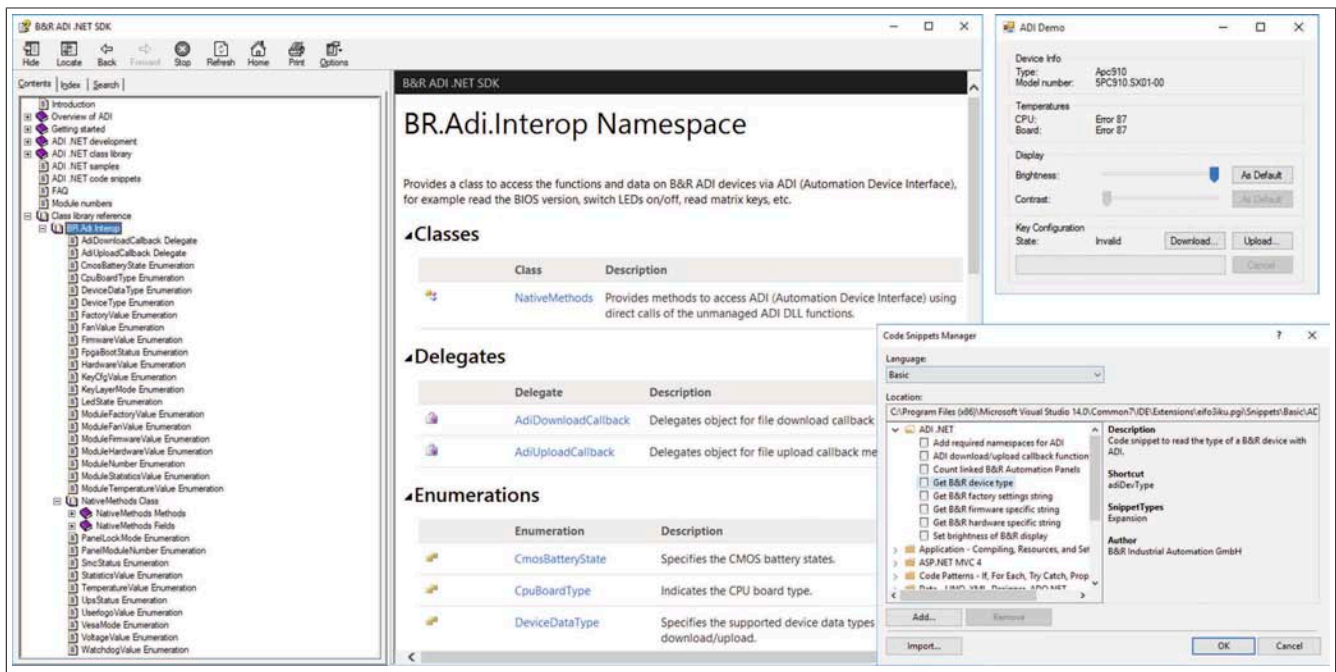 B&R ADI .NET SDK
Hide Locate Back Forward Stop Refresh Home Print Options
Contents Index Search
Introduction
Overview of ADI
Getting started
ADI .NET development
ADI .NET class library
ADI .NET samples
ADI .NET code snippets
FAQ
Module numbers
Class library reference
BR.Adi.Interop
AdiDownloadCallback Delegate
AdiUploadCallback Delegate
CmosBatteryState Enumeration
CpuBoardType Enumeration
DeviceDataType Enumeration
DeviceType Enumeration
FactoryValue Enumeration
FanValue Enumeration
FirmwareValue Enumeration
FpgaBootStatus Enumeration
HardwareValue Enumeration
KeyCfgValue Enumeration
KeyLayerMode Enumeration
LedState Enumeration
ModuleFactoryValue Enumeration
ModuleFanValue Enumeration
ModuleFirmwareValue Enumeration
ModuleHardwareValue Enumeration
ModuleNumber Enumeration
ModuleStatisticsValue Enumeration
ModuleTemperatureValue Enumeration
NativeMethods Class
NativeMethods Methods
NativeMethods Fields
PanelLockMode Enumeration
PanelModuleNumber Enumeration
SmcStatus Enumeration
StatisticsValue Enumeration
TemperatureValue Enumeration
UpsStatus Enumeration
UserlogoValue Enumeration
VesaMode Enumeration
VoltageValue Enumeration
WatchdogValue Enumeration
B&R ADI .NET SDK
BR.Adi.Interop Namespace
Provides a class to access the functions and data on B&R ADI devices via ADI (Automation Device Interface),
for example read the BIOS version, switch LEDs on/off, read matrix keys, etc.
Classes
Class Description
NativeMethods Provides methods to access ADI (Automation Device Interface) using
direct calls of the unmanaged ADI DLL functions.
Delegates
Delegate Description
AdiDownloadCallback Delegates object for file download callback
AdiUploadCallback Delegates object for file upload callback me
Enumerations
Enumeration Description
CmosBatteryState Specifies the CMOS battery states.
CpuBoardType Indicates the CPU board type.
DeviceDataType Specifies the supported device data types
download/upload.
ADI Demo
Device Info
Type: Apc910
Model number: 5PC910.SX01-00
Temperatures
CPU: Error 87
Board: Error 87
Display
Brightness: As Default
Contrast: As Default
Key Configuration
State: Invalid Download... Upload...
Cancel
Code Snippets Manager
Language:
Basic
Location:
C:\Program Files (x86)\Microsoft Visual Studio 14.0\Common7\IDE\Extensions\eifo3iku.pgi\Snippets\Basic\AD
ADI .NET
Add required namespaces for ADI
ADI download/upload callback function
Count linked B&R Automation Panels
Get B&R device type
Get B&R factory settings string
Get B&R firmware specific string
Get B&R hardware specific string
Set brightness of B&R display
Application - Compiling, Resources, and Set
ASP.NET MVC 4
Code Patterns - If, For Each, Try Catch, Prop
Description
Code snippet to read the type of a B&R device with
ADI.
Shortcut
adiDevType
SnippetTypes
Expansion
Author
B&R Industrial Automation GmbH
Add... Remove
Import... OK Cancel